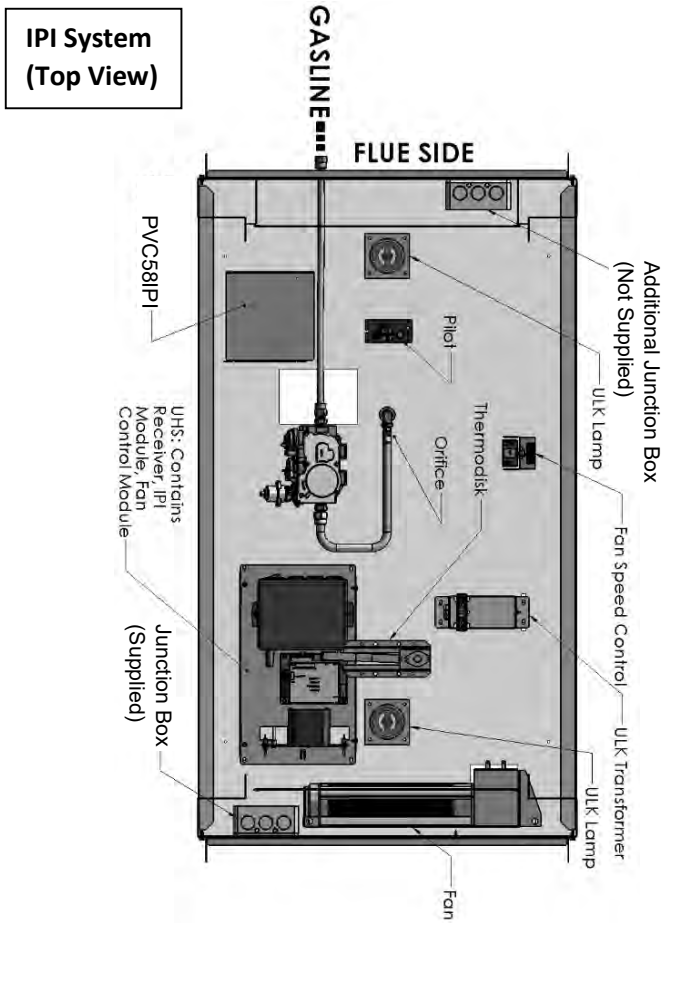 IPI System
(Top View)
GASLINE
FLUE SIDE
Additional Junction Box
(Not Supplied)
ULK Lamp
Fan Speed Control
ULK Transformer
ULK Lamp
Fan
PVC58IPI
Pilot
Thermodisk
Orifice
UHS: Contains
Receiver, IPI
Module, Fan
Control Module
Junction Box
(Supplied)